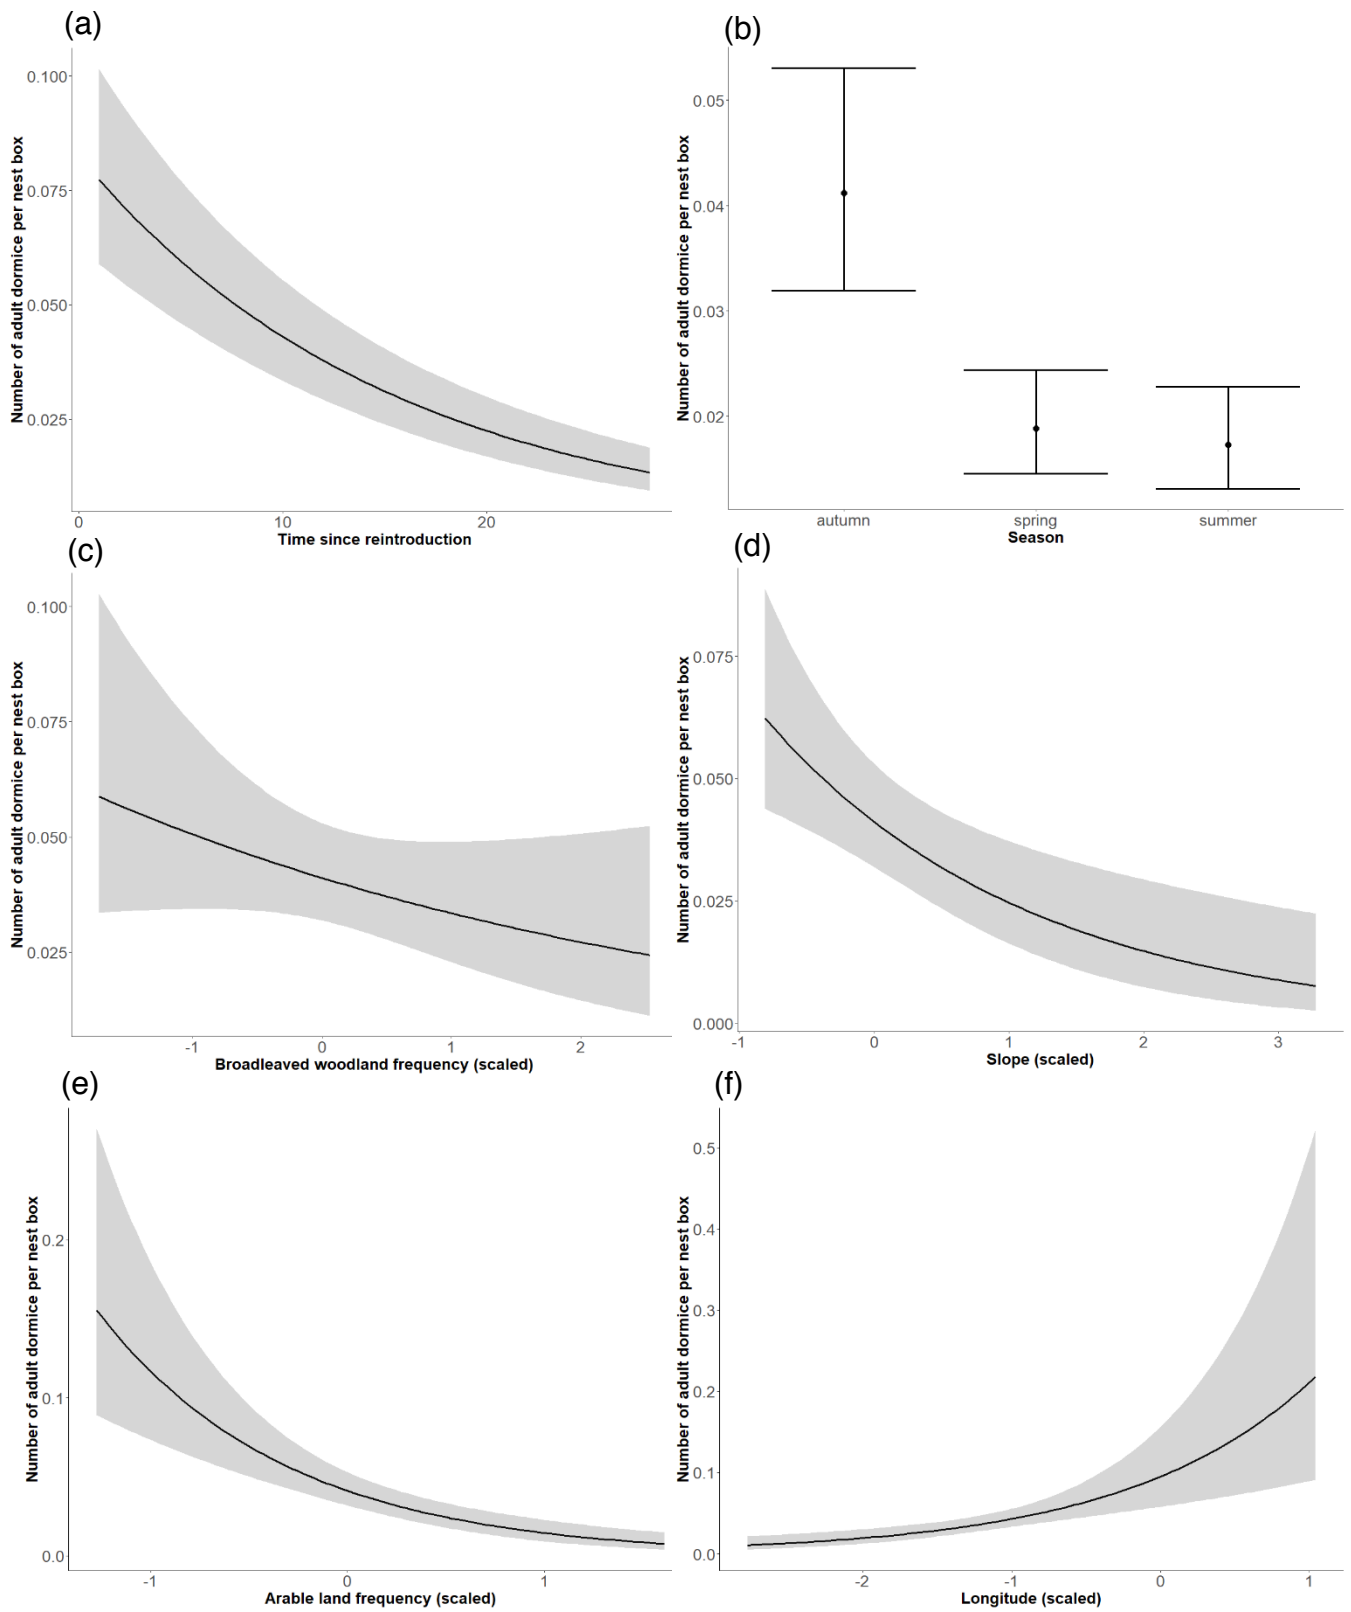 (a)
Number of adult dormice per nest box
0.100
0.075
0.050
0.025
0
10
20
Time since reintroduction
(b)
Number of adult dormice per nest box
0.05
0.04
0.03
0.02
autumn
spring
summer
Season
(c)
Number of adult dormice per nest box
0.100
0.075
0.050
0.025
-1
0
1
2
Broadleaved woodland frequency (scaled)
(d)
Number of adult dormice per nest box
0.075
0.050
0.025
0.000
-1
0
1
2
3
Slope (scaled)
(e)
Number of adult dormice per nest box
0.2
0.1
0.0
-1
0
1
Arable land frequency (scaled)
(f)
Number of adult dormice per nest box
0.5
0.4
0.3
0.2
0.1
0.0
-2
-1
0
1
Longitude (scaled)